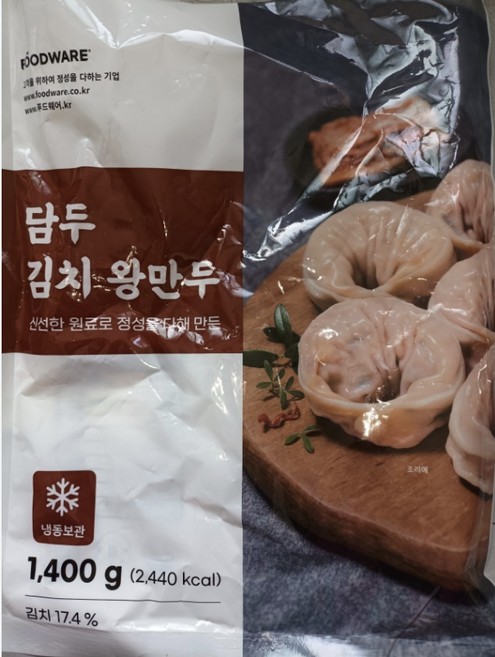 FOODWARE
고객을 위하여 정성을 다하는 기업
www.foodware.co.kr
www.푸드웨어.kr
담두
김치 왕만두
신선한 원료로 정성을 다해 만든
조리예
냉동보관
1,400 g (2,440 kcal)
김치 17.4 %